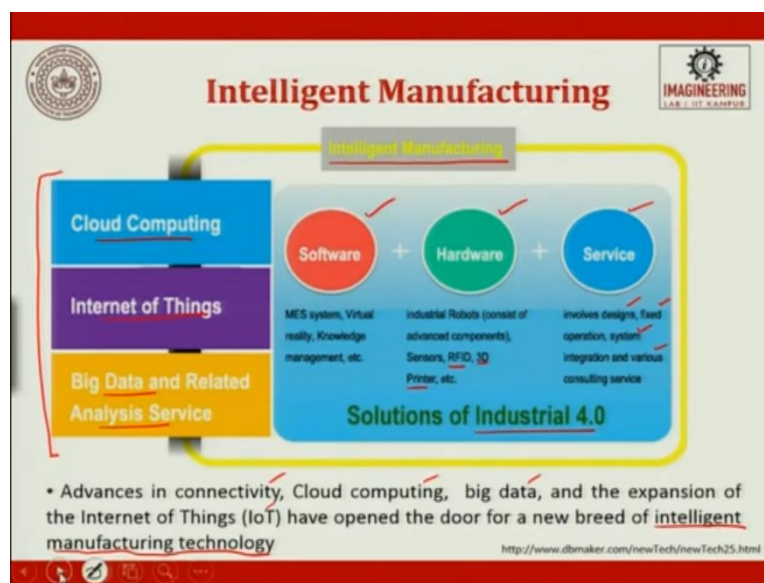 Intelligent Manufacturing
IMAGINEERING
LAB | IIT KANPUR
Intelligent Manufacturing
Cloud Computing
Internet of Things
Big Data and Related
Analysis Service
Software
+
Hardware
+
Service
MES system, Virtual
reality, Knowledge
management, etc.
industrial Robots (consist of
advanced components),
Sensors, RFID, 3D
Printer, etc.
involves designs, fixed
operation, system
integration and various
consulting service
Solutions of Industrial 4.0
• Advances in connectivity, Cloud computing, big data, and the expansion of
the Internet of Things (IoT) have opened the door for a new breed of intelligent
manufacturing technology
http://www.dbmaker.com/newTech/newTech25.html